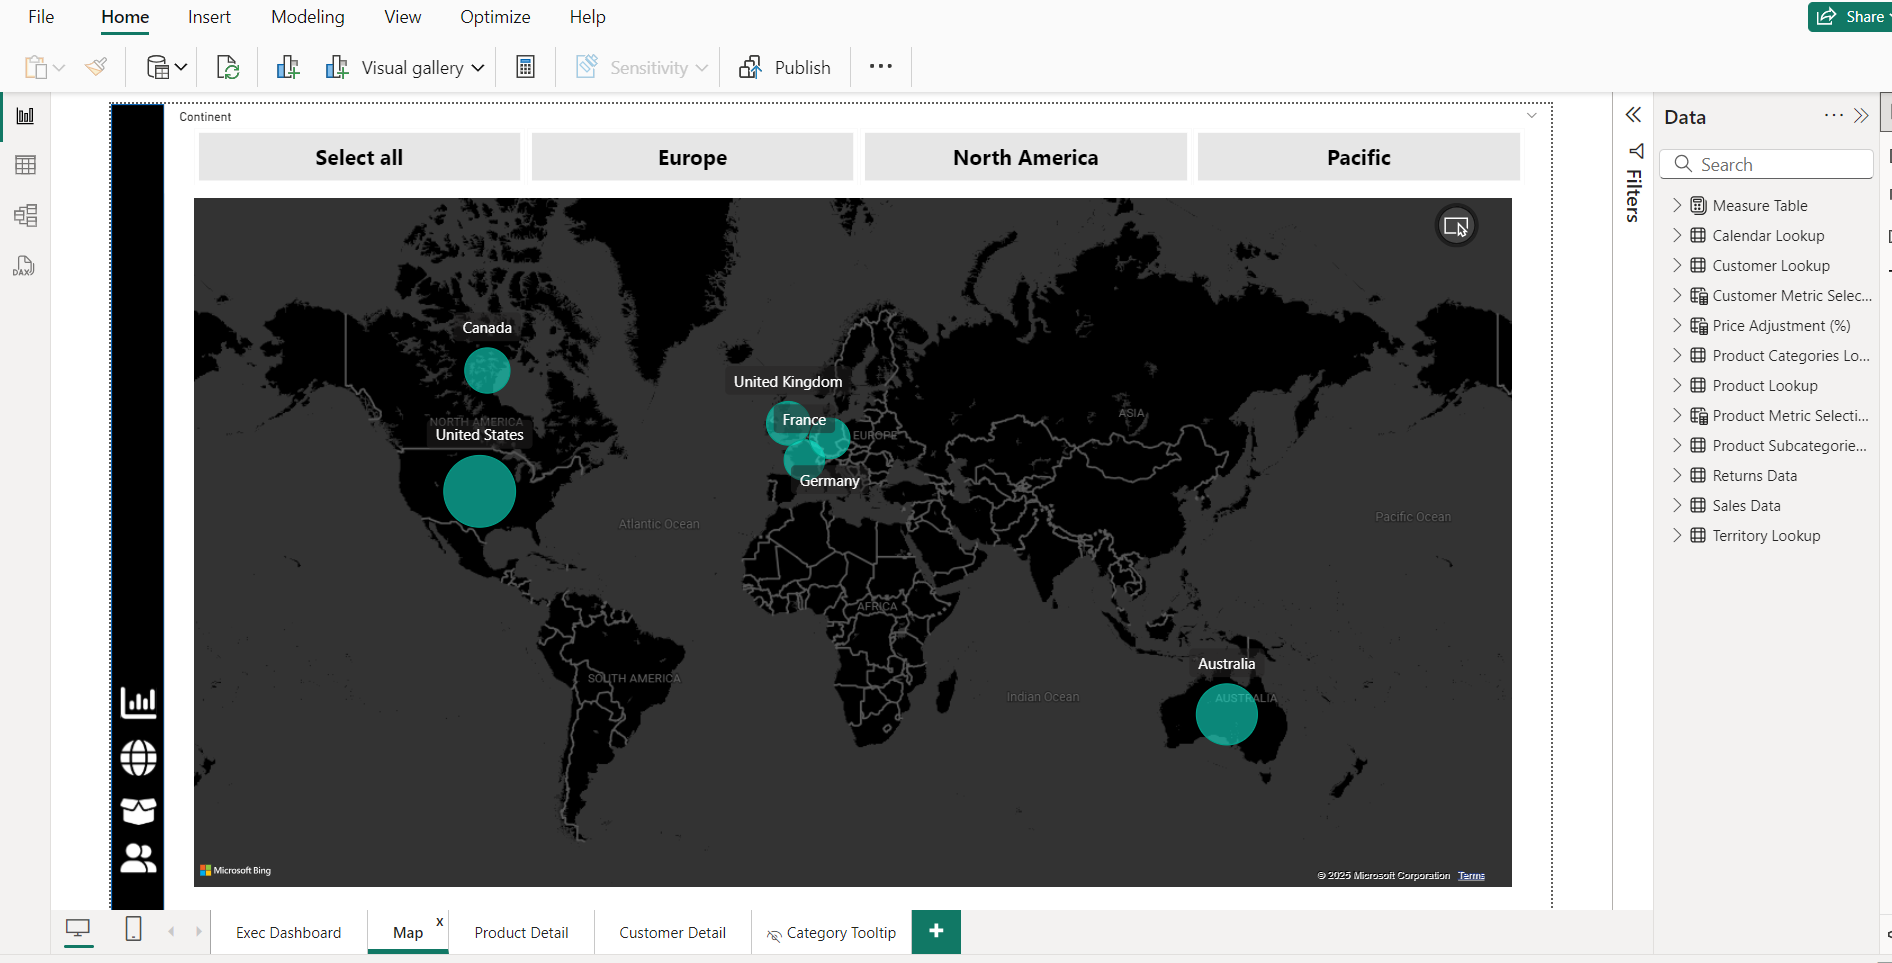 File Home Insert Modeling View Optimize Help Share
Visual gallery Sensitivity Publish
Continent
Select all Europe North America Pacific
Canada
NORTH AMERICA
United States
United Kingdom
France
EUROPE
Germany
ASIA
Atlantic Ocean
Pacific Ocean
AFRICA
SOUTH AMERICA
Indian Ocean
Australia
AUSTRALIA
Microsoft Bing
© 2025 Microsoft Corporation Terms
Filters
Data
Search
Measure Table
Calendar Lookup
Customer Lookup
Customer Metric Selec...
Price Adjustment (%)
Product Categories Lo...
Product Lookup
Product Metric Selecti...
Product Subcategorie...
Returns Data
Sales Data
Territory Lookup
DAX
Exec Dashboard Map x Product Detail Customer Detail Category Tooltip +